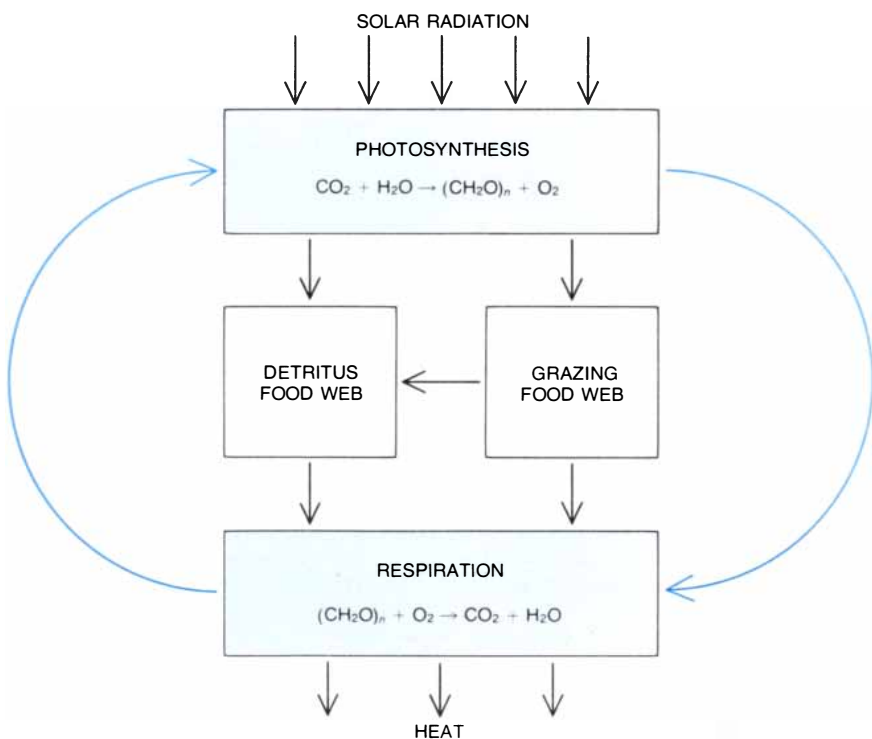 SOLAR RADIATION
PHOTOSYNTHESIS
CO₂ + H₂O → (CH₂O)ₙ + O₂
DETRITUS
FOOD WEB
GRAZING
FOOD WEB
RESPIRATION
(CH₂O)ₙ + O₂ → CO₂ + H₂O
HEAT